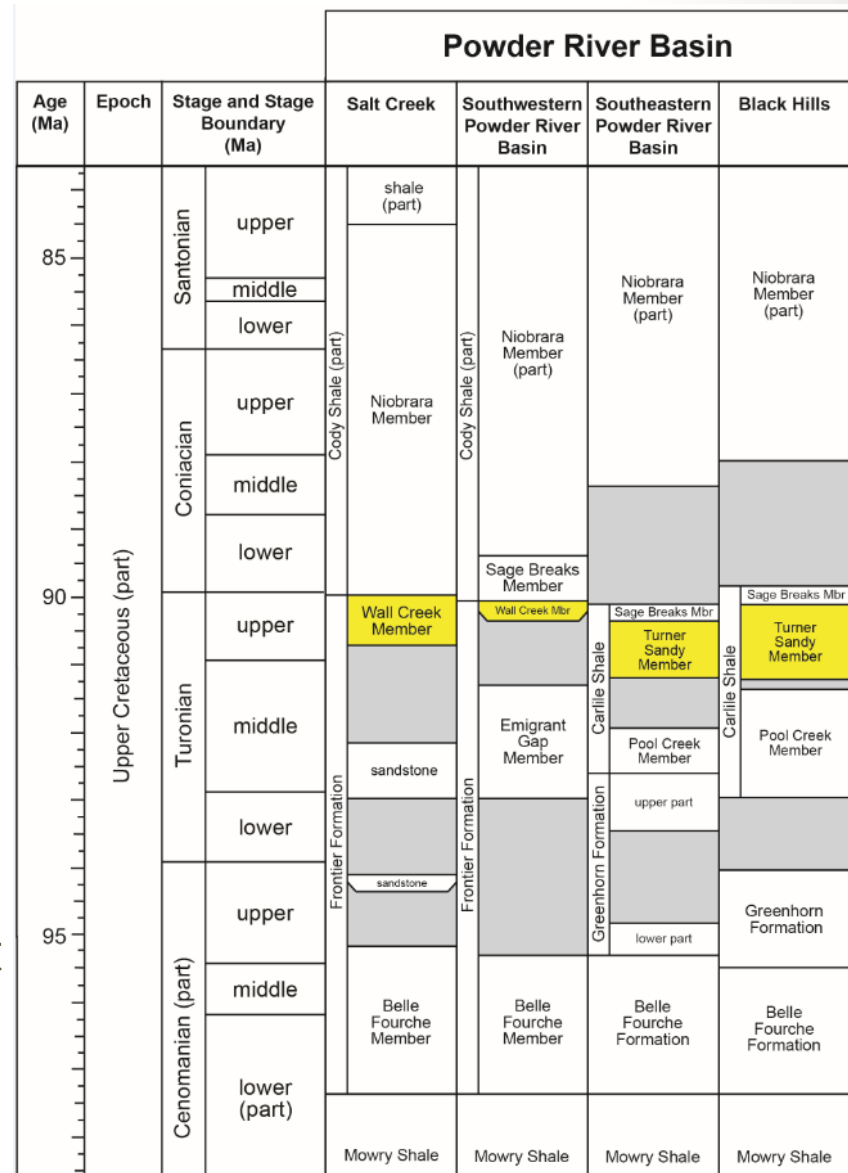 Powder River Basin
Age
(Ma)
Epoch
Stage and Stage
Boundary
(Ma)
Salt Creek
Southwestern
Powder River
Basin
Southeastern
Powder River
Basin
Black Hills
85
90
95
Upper Cretaceous (part)
Santonian
Coniacian
Turonian
Cenomanian (part)
upper
middle
lower
upper
middle
lower
upper
middle
lower
upper
middle
lower
(part)
Cody Shale (part)
Frontier Formation
shale
(part)
Niobrara
Member
Wall Creek
Member
sandstone
sandstone
Belle
Fourche
Member
Mowry Shale
Cody Shale (part)
Frontier Formation
Niobrara
Member
(part)
Sage Breaks
Member
Wall Creek Mbr
Emigrant
Gap
Member
Belle
Fourche
Member
Mowry Shale
Niobrara
Member
(part)
Carlile Shale
Sage Breaks Mbr
Turner
Sandy
Member
Pool Creek
Member
Greenhorn Formation
upper part
lower part
Belle
Fourche
Formation
Mowry Shale
Niobrara
Member
(part)
Carlile Shale
Sage Breaks Mbr
Turner
Sandy
Member
Pool Creek
Member
Greenhorn
Formation
Belle
Fourche
Formation
Mowry Shale